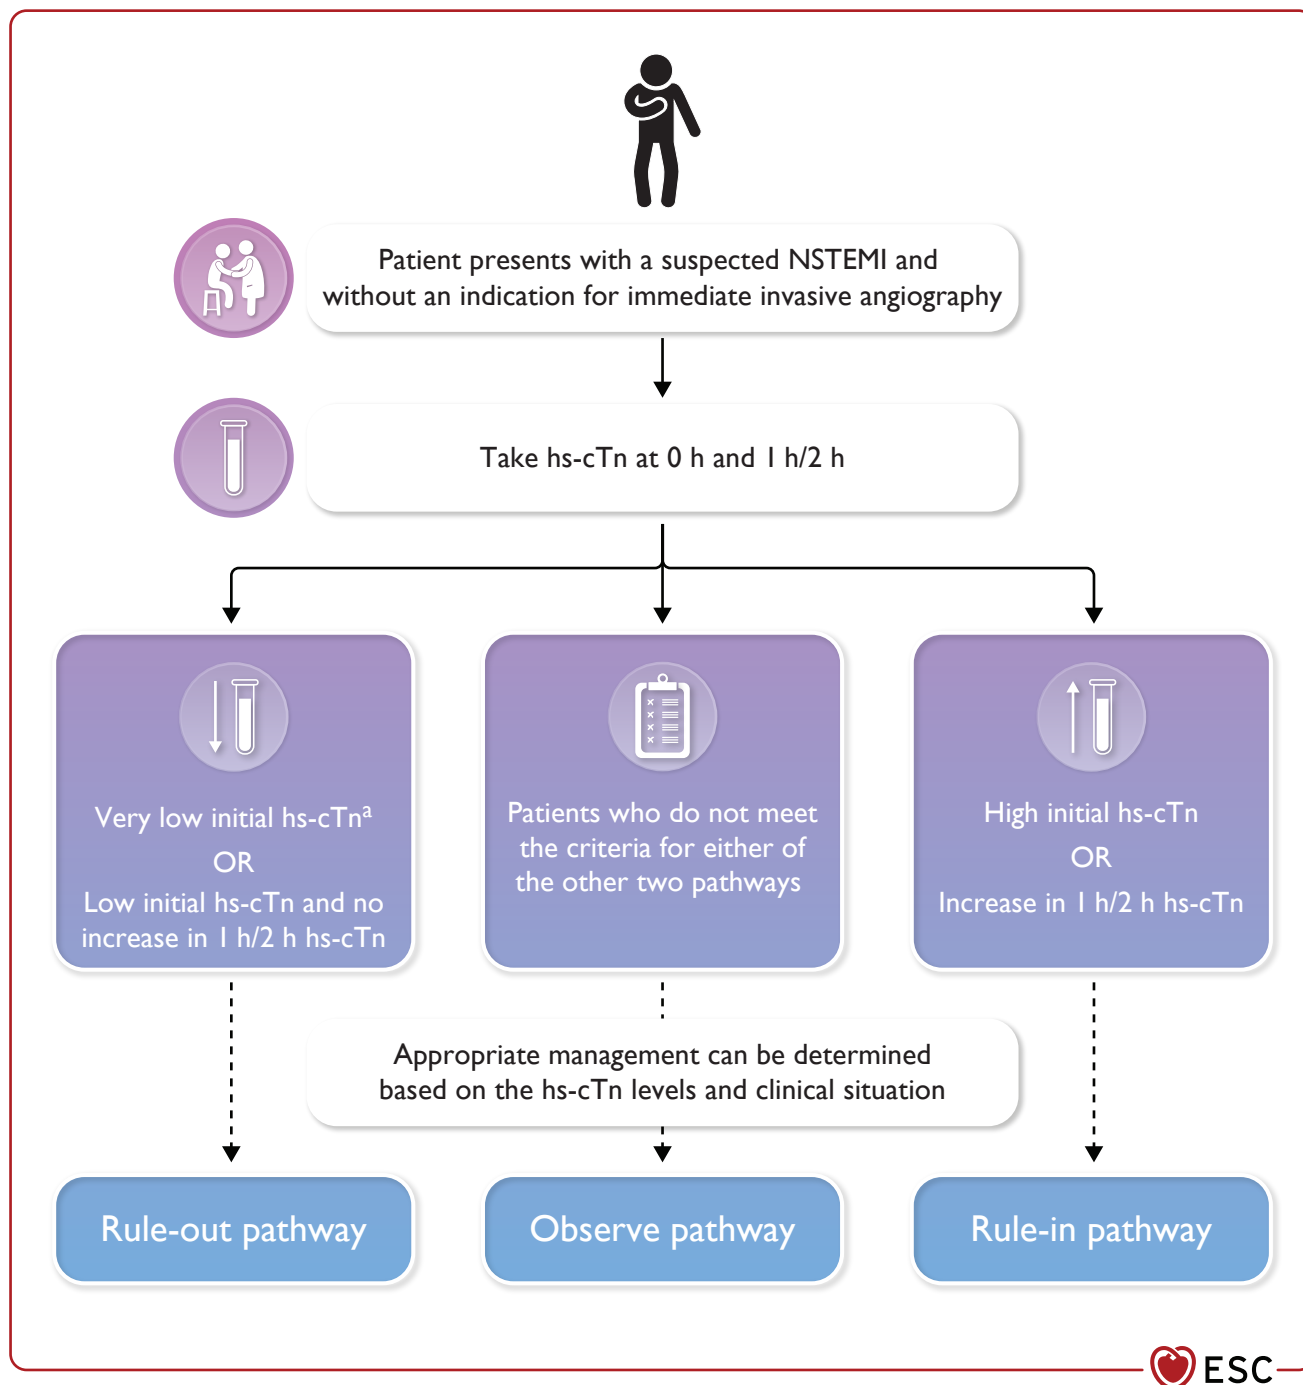 Patient presents with a suspected NSTEMI and
without an indication for immediate invasive angiography
Take hs-cTn at 0 h and 1 h/2 h
Very low initial hs-cTnᵃ
OR
Low initial hs-cTn and no
increase in 1 h/2 h hs-cTn
Patients who do not meet
the criteria for either of
the other two pathways
High initial hs-cTn
OR
Increase in 1 h/2 h hs-cTn
Appropriate management can be determined
based on the hs-cTn levels and clinical situation
Rule-out pathway
Observe pathway
Rule-in pathway
ESC